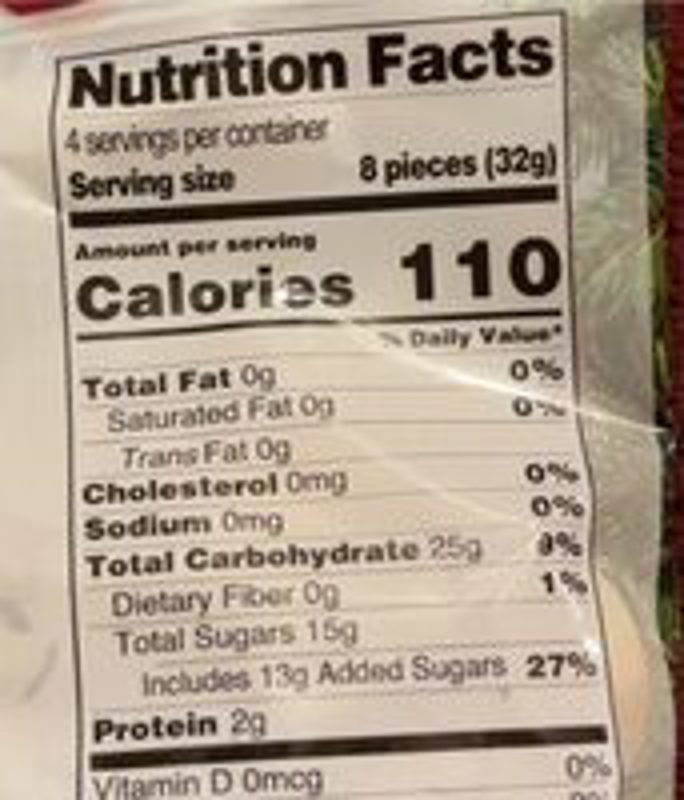 Nutrition Facts
4 servings per container
Serving size 8 pieces (32g)
Amount per serving
Calories 110
% Daily Value*
Total Fat 0g 0%
Saturated Fat 0g 0%
Trans Fat 0g
Cholesterol 0mg 0%
Sodium 0mg 0%
Total Carbohydrate 25g 9%
Dietary Fiber 0g 1%
Total Sugars 15g
Includes 13g Added Sugars 27%
Protein 2g
Vitamin D 0mcg 0%